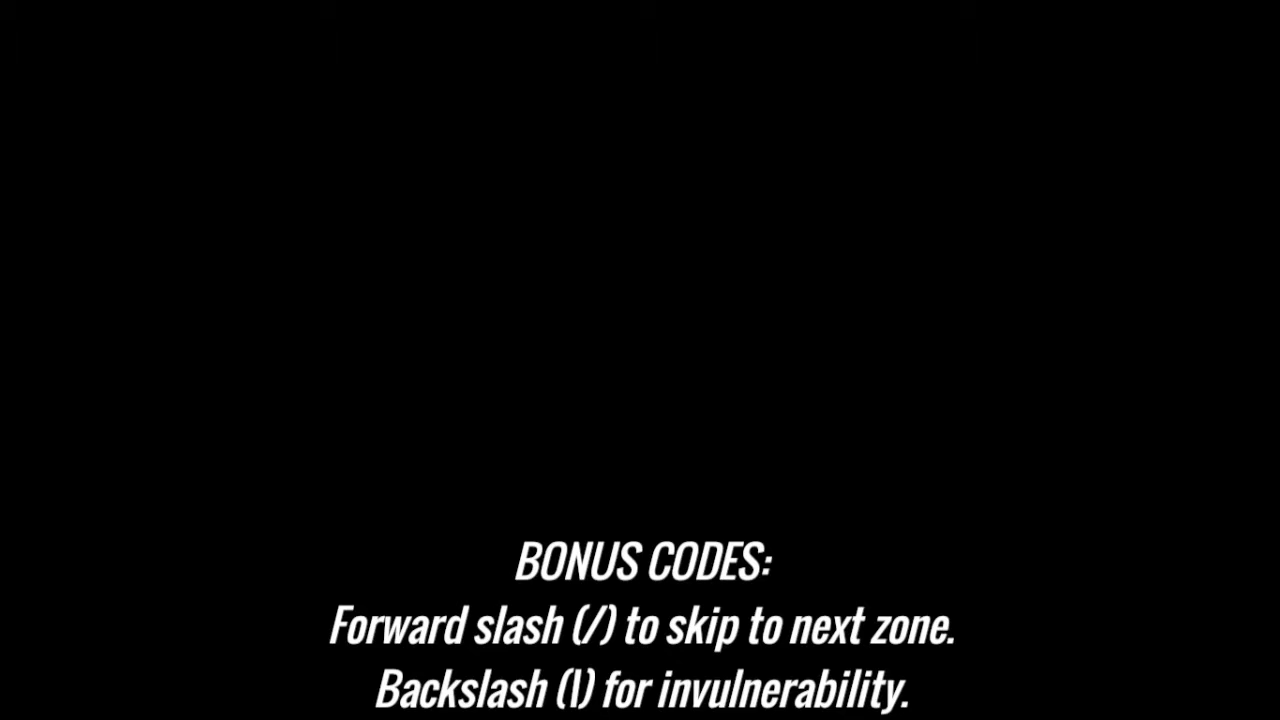 BONUS CODES:
Forward slash (/) to skip to next zone.
Backslash (\) for invulnerability.